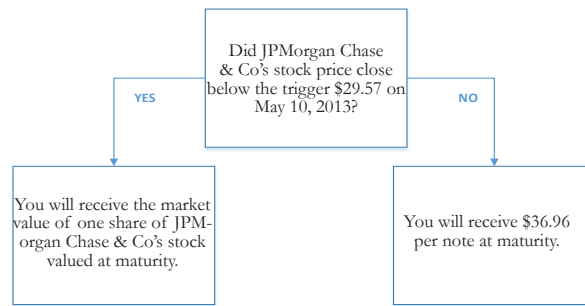 Did JPMorgan Chase
& Co's stock price close
below the trigger $29.57 on
May 10, 2013?
YES
NO
You will receive the market
value of one share of JPM-
organ Chase & Co's stock
valued at maturity.
You will receive $36.96
per note at maturity.